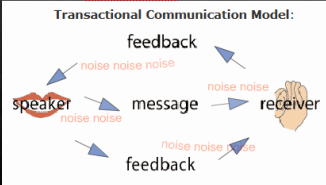 Transactional Communication Model:
feedback
noise noise noise
noise noise
speaker message receiver
noise noise
noise noise noise
feedback